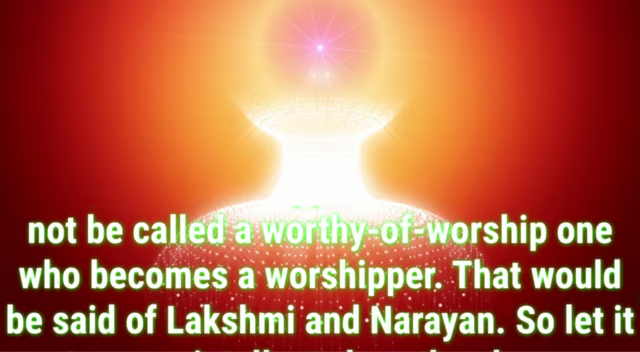 not be called a worthy-of-worship one
who becomes a worshipper. That would
be said of Lakshmi and Narayan. So let it